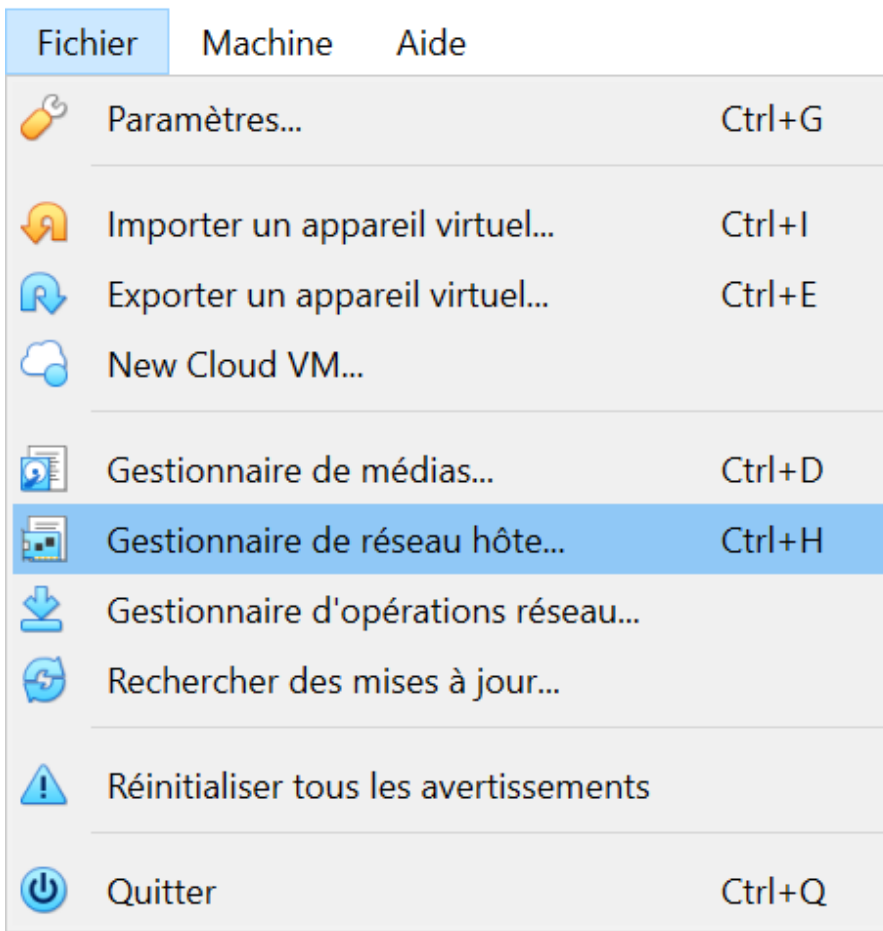 Fichier Machine Aide
Paramètres... Ctrl+G
Importer un appareil virtuel... Ctrl+I
Exporter un appareil virtuel... Ctrl+E
New Cloud VM...
Gestionnaire de médias... Ctrl+D
Gestionnaire de réseau hôte... Ctrl+H
Gestionnaire d'opérations réseau...
Rechercher des mises à jour...
Réinitialiser tous les avertissements
Quitter Ctrl+Q